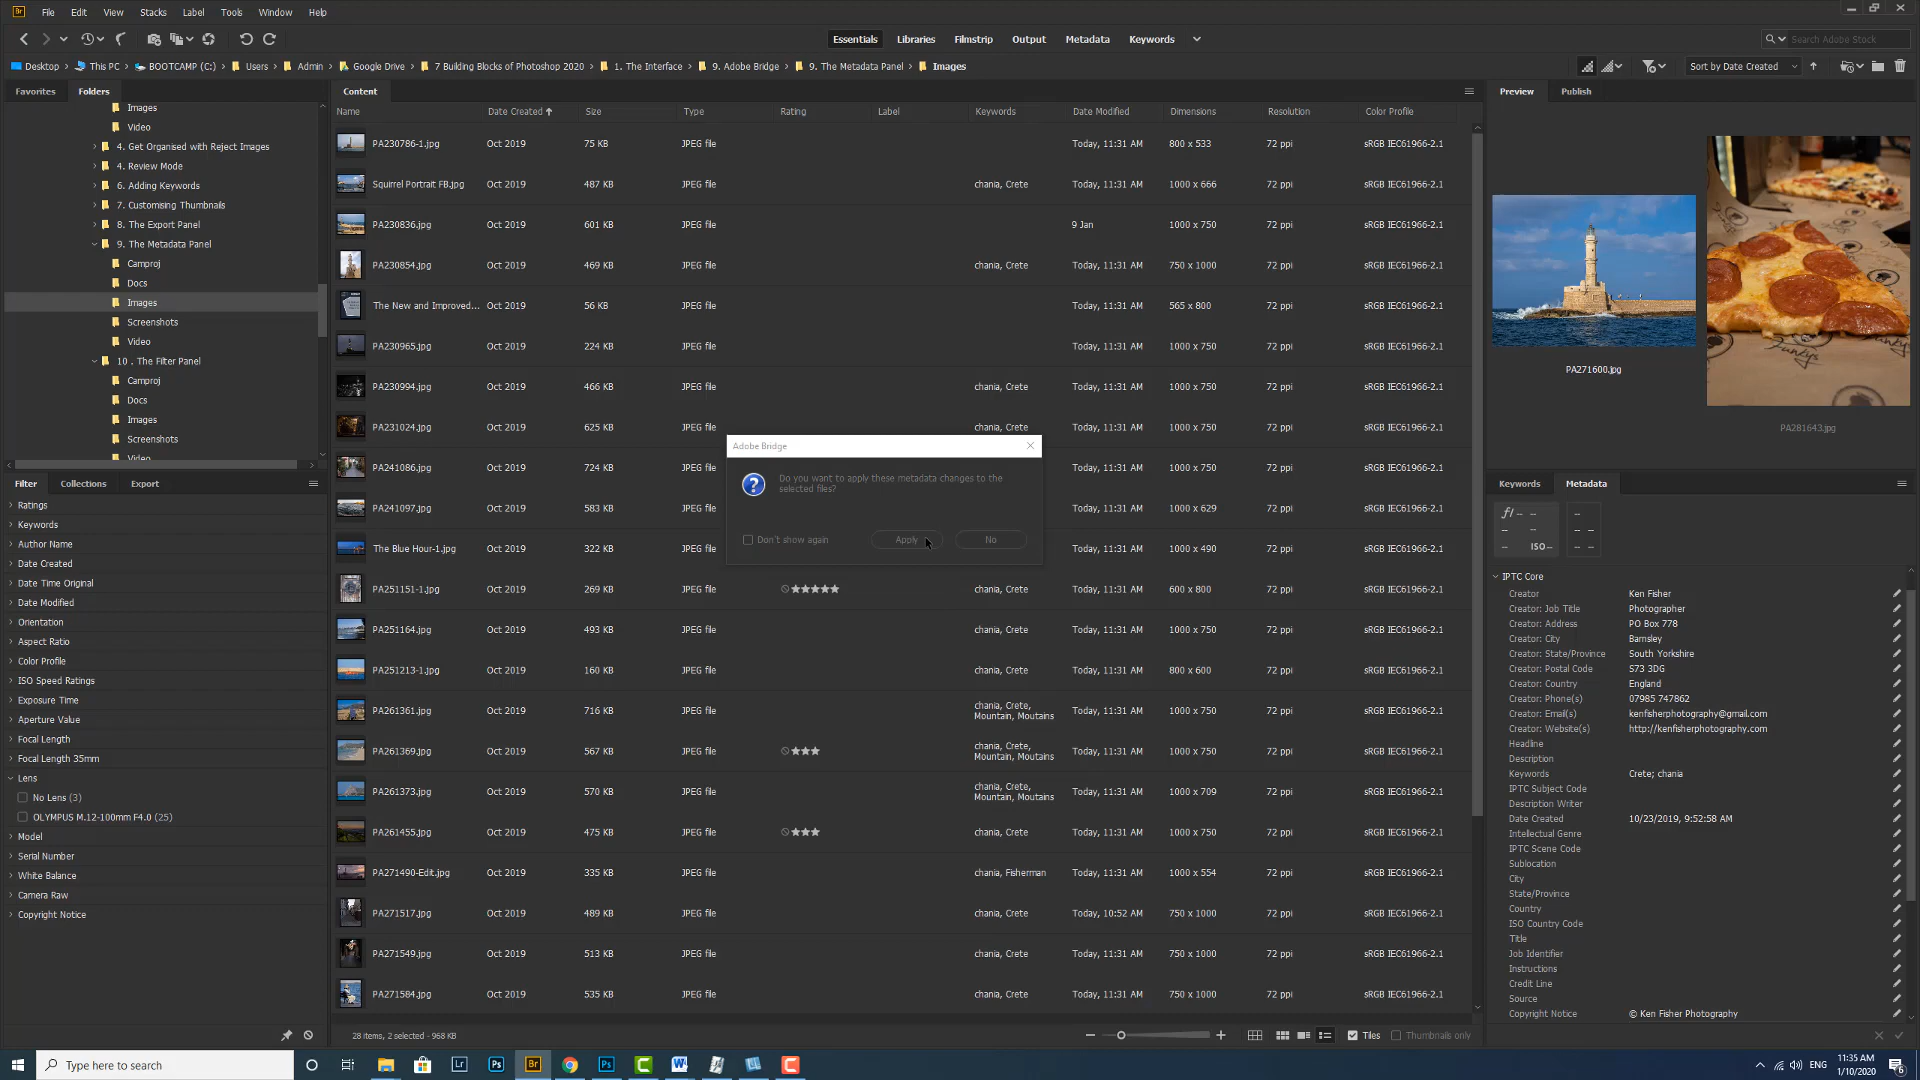 Br File Edit View Stacks Label Tools Window Help
Essentials Libraries Filmstrip Output Metadata Keywords Search Adobe Stock
Desktop > This PC > BOOTCAMP (C:) > Users > Admin > Google Drive > 7 Building Blocks of Photoshop 2020 > 1. The Interface > 9. Adobe Bridge > 9. The Metadata Panel > Images Sort by Date Created
Favorites Folders
Images
Video
4. Get Organised with Reject Images
4. Review Mode
6. Adding Keywords
7. Customising Thumbnails
8. The Export Panel
9. The Metadata Panel
Camproj
Docs
Images
Screenshots
Video
10 . The Filter Panel
Camproj
Docs
Images
Screenshots
Video
Filter Collections Export
Ratings
Keywords
Author Name
Date Created
Date Time Original
Date Modified
Orientation
Aspect Ratio
Color Profile
ISO Speed Ratings
Exposure Time
Aperture Value
Focal Length
Focal Length 35mm
Lens
No Lens (3)
OLYMPUS M.12-100mm F4.0 (25)
Model
Serial Number
White Balance
Camera Raw
Copyright Notice
Content
Name Date Created Size Type Rating Label Keywords Date Modified Dimensions Resolution Color Profile
PA230786-1.jpg Oct 2019 75 KB JPEG file Today, 11:31 AM 800 x 533 72 ppi sRGB IEC61966-2.1
Squirrel Portrait FB.jpg Oct 2019 487 KB JPEG file chania, Crete Today, 11:31 AM 1000 x 666 72 ppi sRGB IEC61966-2.1
PA230836.jpg Oct 2019 601 KB JPEG file 9 Jan 1000 x 750 72 ppi sRGB IEC61966-2.1
PA230854.jpg Oct 2019 469 KB JPEG file chania, Crete Today, 11:31 AM 750 x 1000 72 ppi sRGB IEC61966-2.1
The New and Improved... Oct 2019 56 KB JPEG file Today, 11:31 AM 565 x 800 72 ppi sRGB IEC61966-2.1
PA230965.jpg Oct 2019 224 KB JPEG file Today, 11:31 AM 1000 x 750 72 ppi sRGB IEC61966-2.1
PA230994.jpg Oct 2019 466 KB JPEG file chania, Crete Today, 11:31 AM 1000 x 750 72 ppi sRGB IEC61966-2.1
PA231024.jpg Oct 2019 625 KB JPEG file chania, Crete Today, 11:31 AM 1000 x 750 72 ppi sRGB IEC61966-2.1
PA241086.jpg Oct 2019 724 KB JPEG file Today, 11:31 AM 1000 x 750 72 ppi sRGB IEC61966-2.1
PA241097.jpg Oct 2019 583 KB JPEG file Today, 11:31 AM 1000 x 629 72 ppi sRGB IEC61966-2.1
The Blue Hour-1.jpg Oct 2019 322 KB JPEG file Today, 11:31 AM 1000 x 490 72 ppi sRGB IEC61966-2.1
PA251151-1.jpg Oct 2019 269 KB JPEG file ★★★★★ chania, Crete Today, 11:31 AM 600 x 800 72 ppi sRGB IEC61966-2.1
PA251164.jpg Oct 2019 493 KB JPEG file chania, Crete Today, 11:31 AM 1000 x 750 72 ppi sRGB IEC61966-2.1
PA251213-1.jpg Oct 2019 160 KB JPEG file chania, Crete Today, 11:31 AM 800 x 600 72 ppi sRGB IEC61966-2.1
PA261361.jpg Oct 2019 716 KB JPEG file chania, Crete, Mountain, Moutains Today, 11:31 AM 1000 x 750 72 ppi sRGB IEC61966-2.1
PA261369.jpg Oct 2019 567 KB JPEG file ★★★ chania, Crete, Mountain, Moutains Today, 11:31 AM 1000 x 750 72 ppi sRGB IEC61966-2.1
PA261373.jpg Oct 2019 570 KB JPEG file chania, Crete, Mountain, Moutains Today, 11:31 AM 1000 x 709 72 ppi sRGB IEC61966-2.1
PA261455.jpg Oct 2019 475 KB JPEG file ★★★ chania, Crete Today, 11:31 AM 1000 x 750 72 ppi sRGB IEC61966-2.1
PA271490-Edit.jpg Oct 2019 335 KB JPEG file chania, Fisherman Today, 11:31 AM 1000 x 554 72 ppi sRGB IEC61966-2.1
PA271517.jpg Oct 2019 489 KB JPEG file chania, Crete Today, 10:52 AM 750 x 1000 72 ppi sRGB IEC61966-2.1
PA271549.jpg Oct 2019 513 KB JPEG file chania, Crete Today, 11:31 AM 750 x 1000 72 ppi sRGB IEC61966-2.1
PA271584.jpg Oct 2019 535 KB JPEG file chania, Crete Today, 11:31 AM 750 x 1000 72 ppi sRGB IEC61966-2.1
28 items, 2 selected - 968 KB Tiles Thumbnails only
Adobe Bridge
Do you want to apply these metadata changes to the
selected files?
Don't show again Apply No
Preview Publish
PA271600.jpg
PA281643.jpg
Keywords Metadata
f/ -- -- --
-- -- -- --
-- ISO-- -- --
IPTC Core
Creator Ken Fisher
Creator: Job Title Photographer
Creator: Address PO Box 778
Creator: City Barnsley
Creator: State/Province South Yorkshire
Creator: Postal Code S73 3DG
Creator: Country England
Creator: Phone(s) 07985 747862
Creator: Email(s) kenfisherphotography@gmail.com
Creator: Website(s) http://kenfisherphotography.com
Headline
Description
Keywords Crete; chania
IPTC Subject Code
Description Writer
Date Created 10/23/2019, 9:52:58 AM
Intellectual Genre
IPTC Scene Code
Sublocation
City
State/Province
Country
ISO Country Code
Title
Job Identifier
Instructions
Credit Line
Source
Copyright Notice © Ken Fisher Photography
Type here to search Lr Ps Br Ps ENG 11:35 AM
1/10/2020